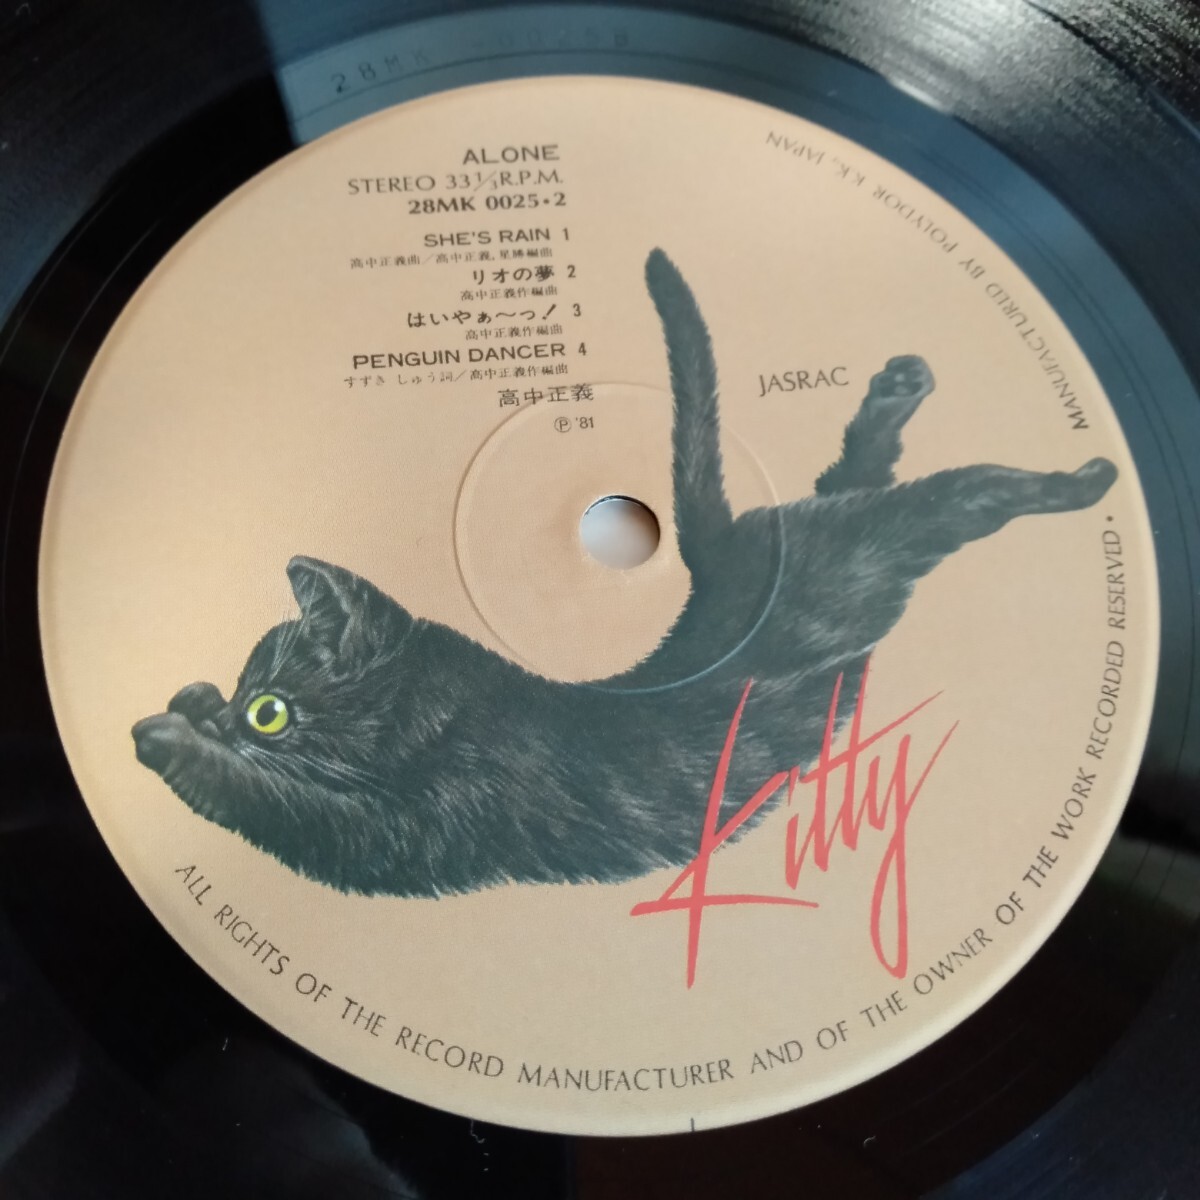 ALONE
STEREO 33 1/3 R.P.M.
28MK 0025・2
SHE'S RAIN 1
高中正義曲／高中正義, 星勝編曲
リオの夢 2
高中正義作編曲
はいやぁ〜っ! 3
高中正義作編曲
PENGUIN DANCER 4
すずき しゅう詞／高中正義作編曲
高中正義
Ⓟ '81
JASRAC
Kitty
ALL RIGHTS OF THE RECORD MANUFACTURER AND OF THE OWNER OF THE WORK RECORDED RESERVED •
MANUFACTURED BY POLYDOR K.K., JAPAN